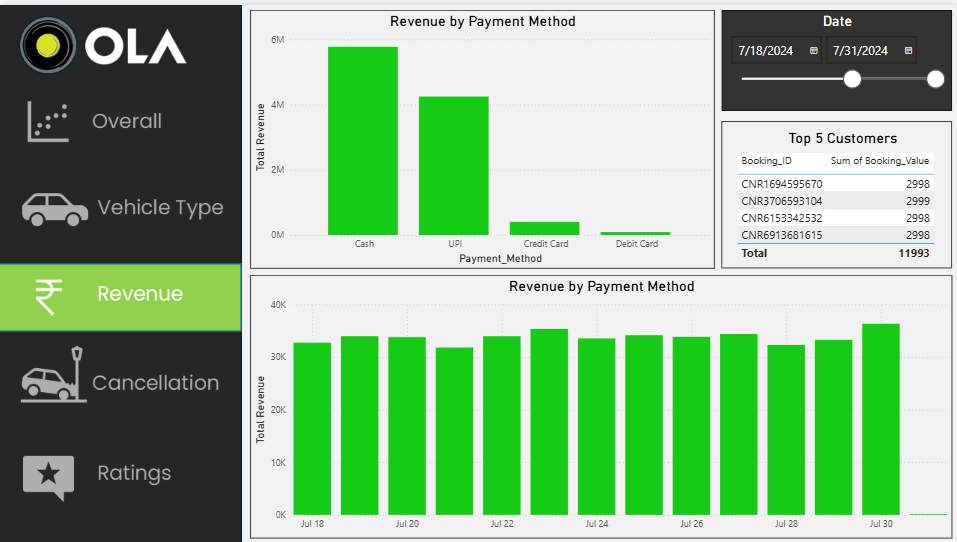 OLA
Overall
Vehicle Type
Revenue
Cancellation
Ratings
Revenue by Payment Method
Total Revenue
6M
4M
2M
0M
Cash UPI Credit Card Debit Card
Payment_Method
Date
7/18/2024 7/31/2024
Top 5 Customers
Booking_ID Sum of Booking_Value
CNR1694595670 2998
CNR3706593104 2999
CNR6153342532 2998
CNR6913681615 2998
Total 11993
Revenue by Payment Method
Total Revenue
40K
30K
20K
10K
0K
Jul 18 Jul 20 Jul 22 Jul 24 Jul 26 Jul 28 Jul 30